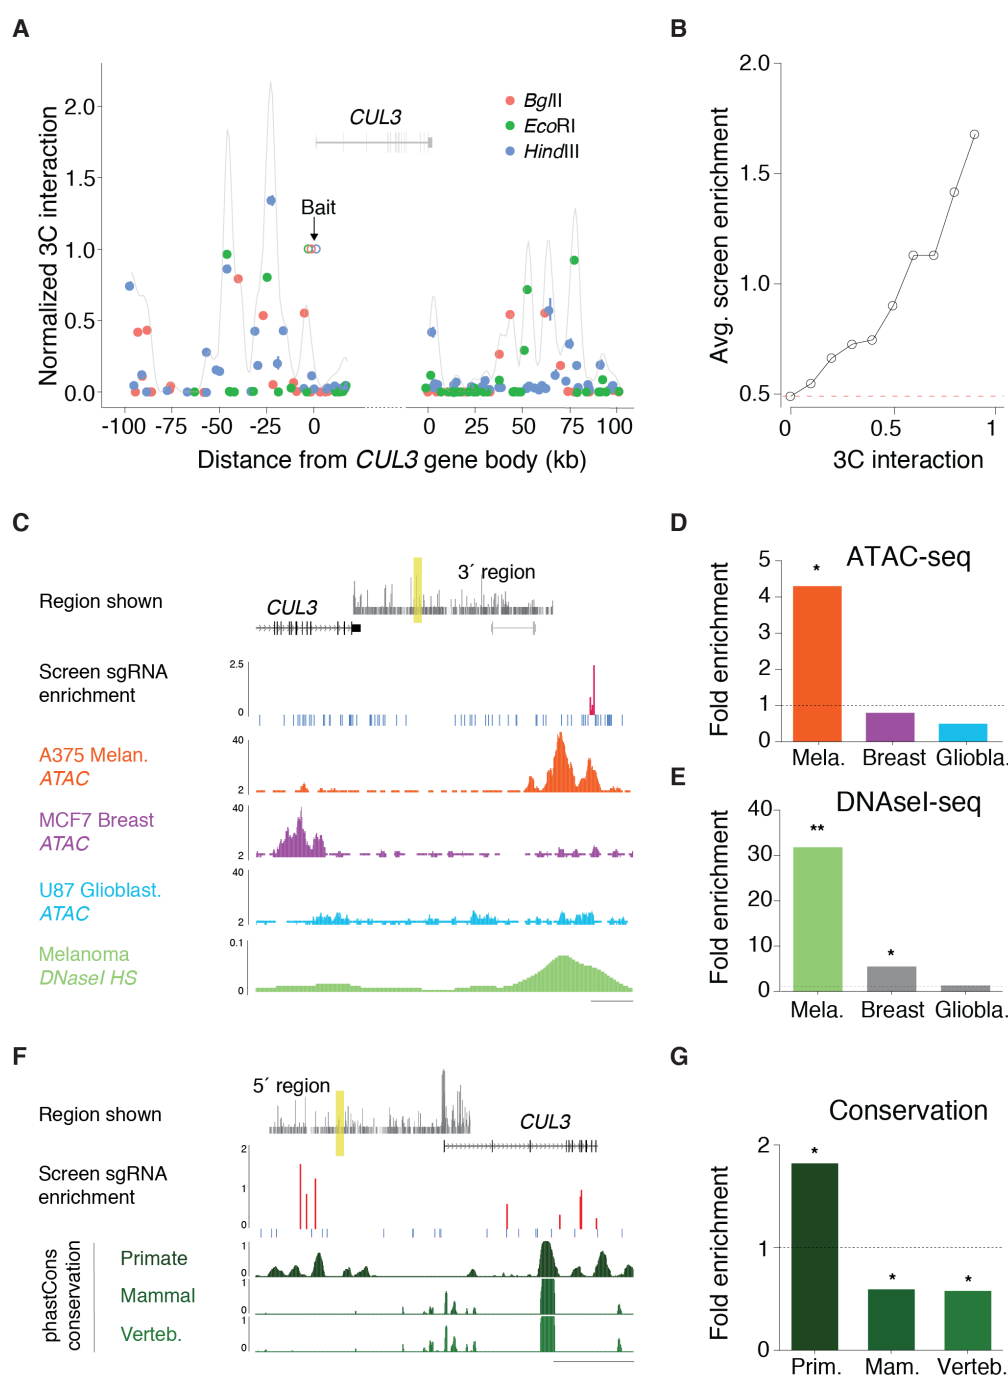 A
Normalized 3C interaction
2.0
1.5
1.0
0.5
0.0
CUL3
BglII
EcoRI
HindIII
Bait
-100 -75 -50 -25 0 0 25 50 75 100
Distance from CUL3 gene body (kb)
B
Avg. screen enrichment
2.0
1.5
1.0
0.5
0 0.5 1
3C interaction
C
Region shown
CUL3
3´ region
Screen sgRNA
enrichment
2.5
0
A375 Melan.
ATAC
40
2
MCF7 Breast
ATAC
40
2
U87 Glioblast.
ATAC
40
2
Melanoma
DNaseI HS
0.1
0
D
ATAC-seq
Fold enrichment
5
4
3
2
1
0
*
Mela. Breast Gliobla.
E
DNAseI-seq
Fold enrichment
40
30
20
10
0
**
*
Mela. Breast Gliobla.
F
Region shown
5´ region
CUL3
Screen sgRNA
enrichment
2
1
0
phastCons
conservation
Primate
1
0
Mammal
1
0
Verteb.
1
0
G
Conservation
Fold enrichment
2
1
0
*
*
*
Prim. Mam. Verteb.